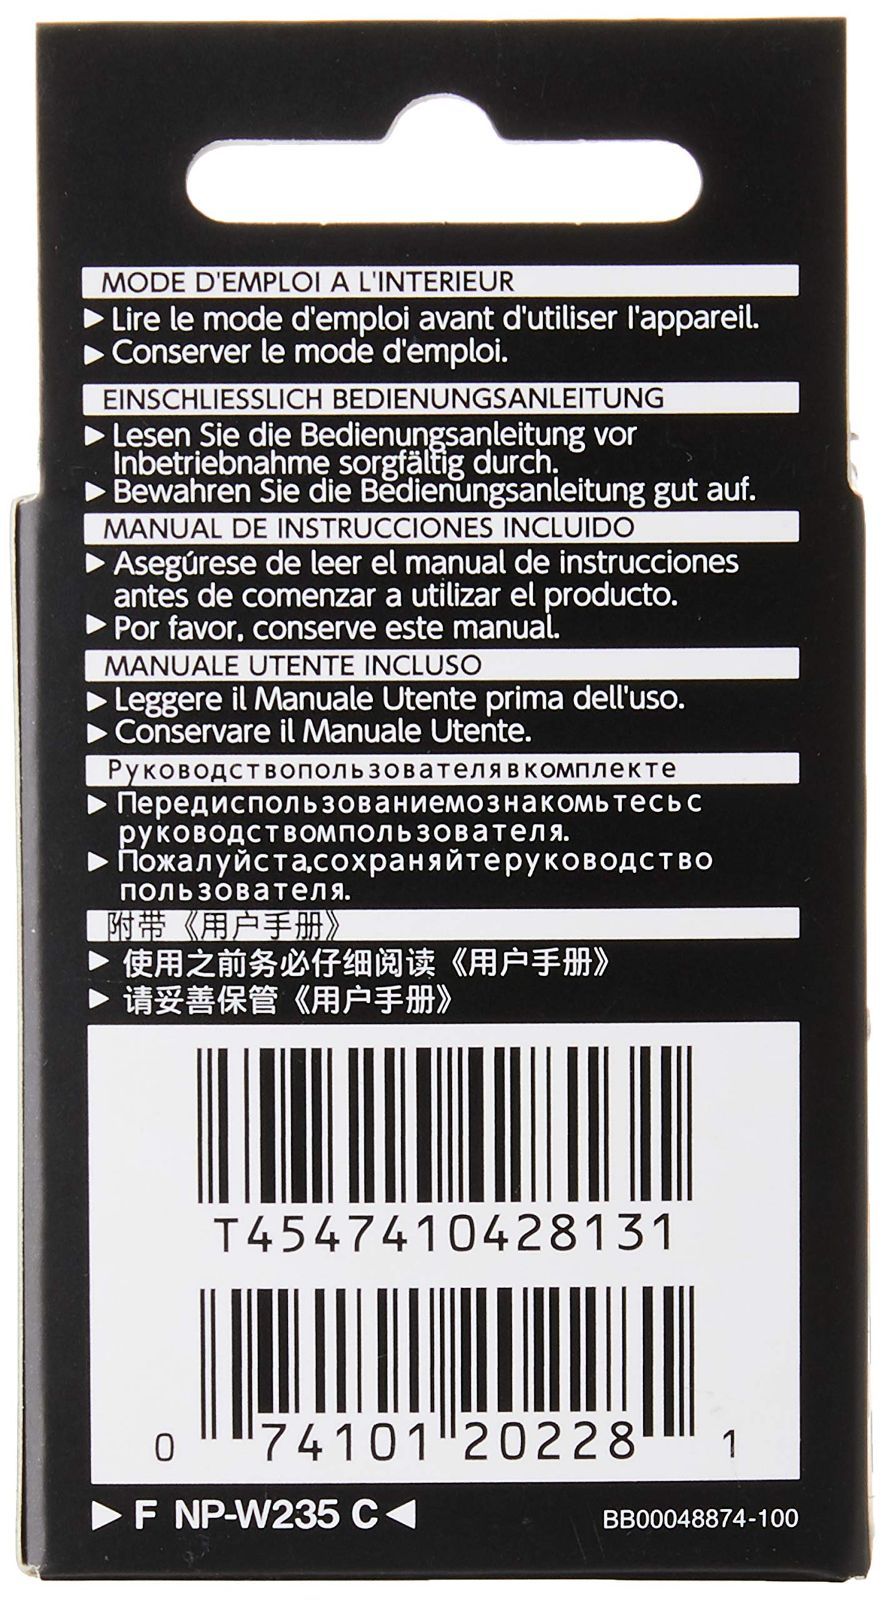 MODE D'EMPLOI A L'INTERIEUR
▶ Lire le mode d'emploi avant d'utiliser l'appareil.
▶ Conserver le mode d'emploi.
EINSCHLIESSLICH BEDIENUNGSANLEITUNG
▶ Lesen Sie die Bedienungsanleitung vor
Inbetriebnahme sorgfältig durch.
▶ Bewahren Sie die Bedienungsanleitung gut auf.
MANUAL DE INSTRUCCIONES INCLUIDO
▶ Asegúrese de leer el manual de instrucciones
antes de comenzar a utilizar el producto.
▶ Por favor, conserve este manual.
MANUALE UTENTE INCLUSO
▶ Leggere il Manuale Utente prima dell'uso.
▶ Conservare il Manuale Utente.
Руководствопользователявкомплекте
▶ Передиспользованиемознакомьтесьс
руководствомпользователя.
▶ Пожалуйста,сохраняйтеруководство
пользователя.
附带《用户手册》
▶ 使用之前务必仔细阅读《用户手册》
▶ 请妥善保管《用户手册》
T4547410428131
0 74101 20228 1
▶ F NP-W235 C ◀ BB00048874-100